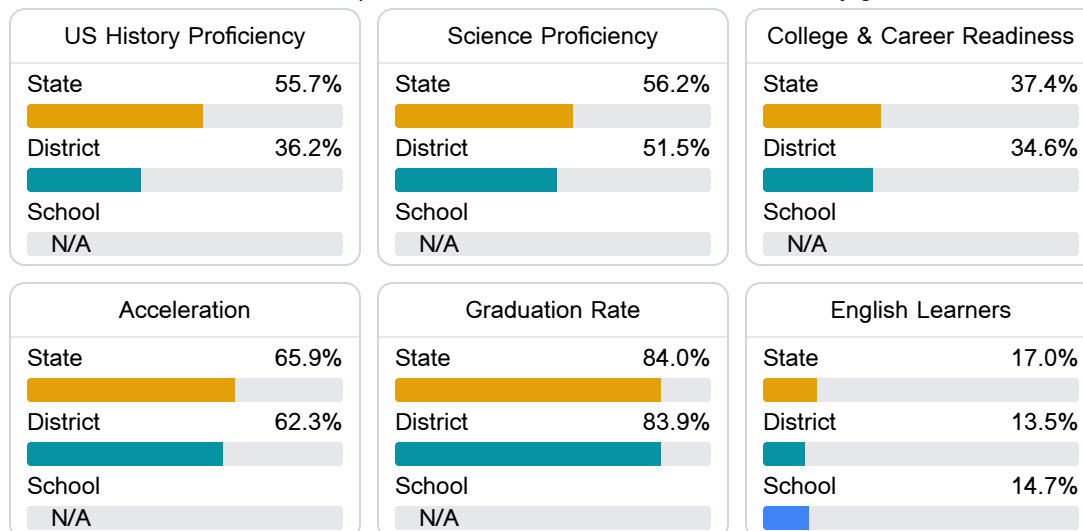 US History Proficiency
State 55.7%
District 36.2%
School
N/A
Science Proficiency
State 56.2%
District 51.5%
School
N/A
College & Career Readiness
State 37.4%
District 34.6%
School
N/A
Acceleration
State 65.9%
District 62.3%
School
N/A
Graduation Rate
State 84.0%
District 83.9%
School
N/A
English Learners
State 17.0%
District 13.5%
School 14.7%